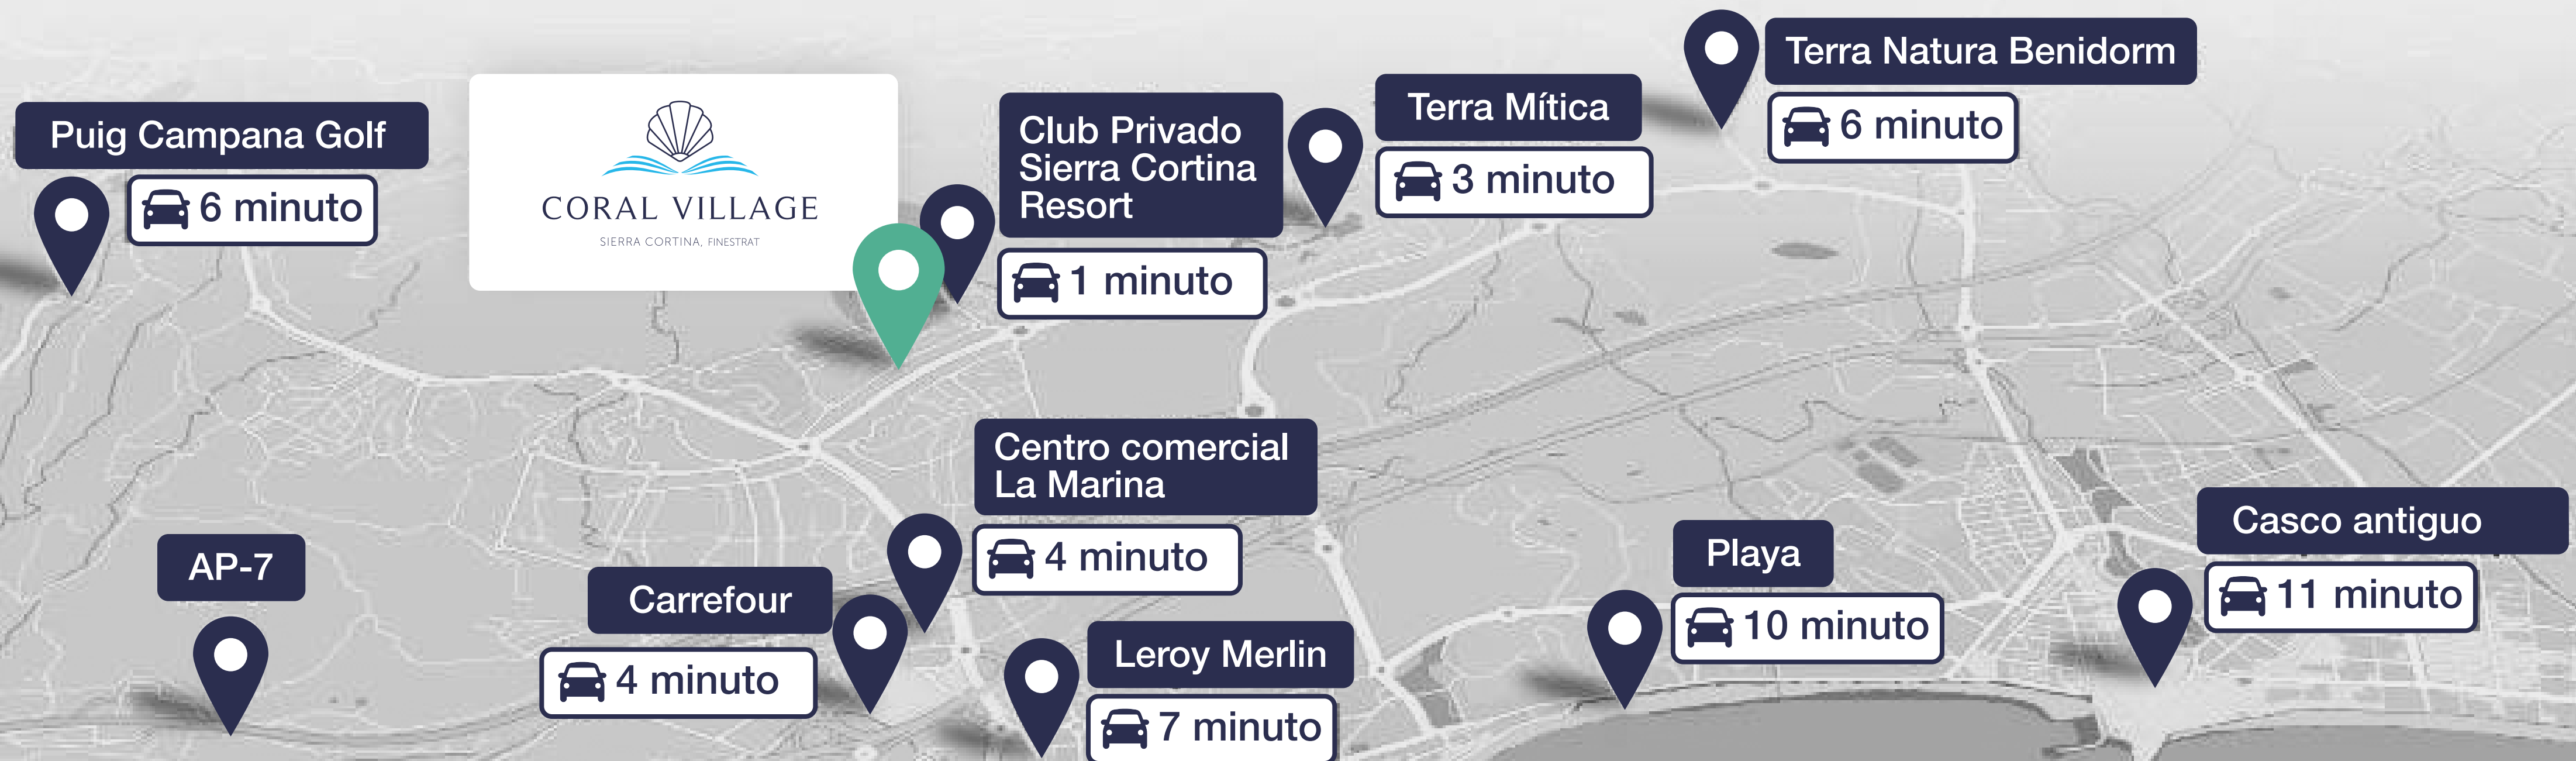 Puig Campana Golf
6 minuto
CORAL VILLAGE
SIERRA CORTINA, FINESTRAT
Club Privado
Sierra Cortina
Resort
1 minuto
Terra Mítica
3 minuto
Terra Natura Benidorm
6 minuto
AP-7
Carrefour
4 minuto
Centro comercial
La Marina
4 minuto
Leroy Merlin
7 minuto
Playa
10 minuto
Casco antiguo
11 minuto